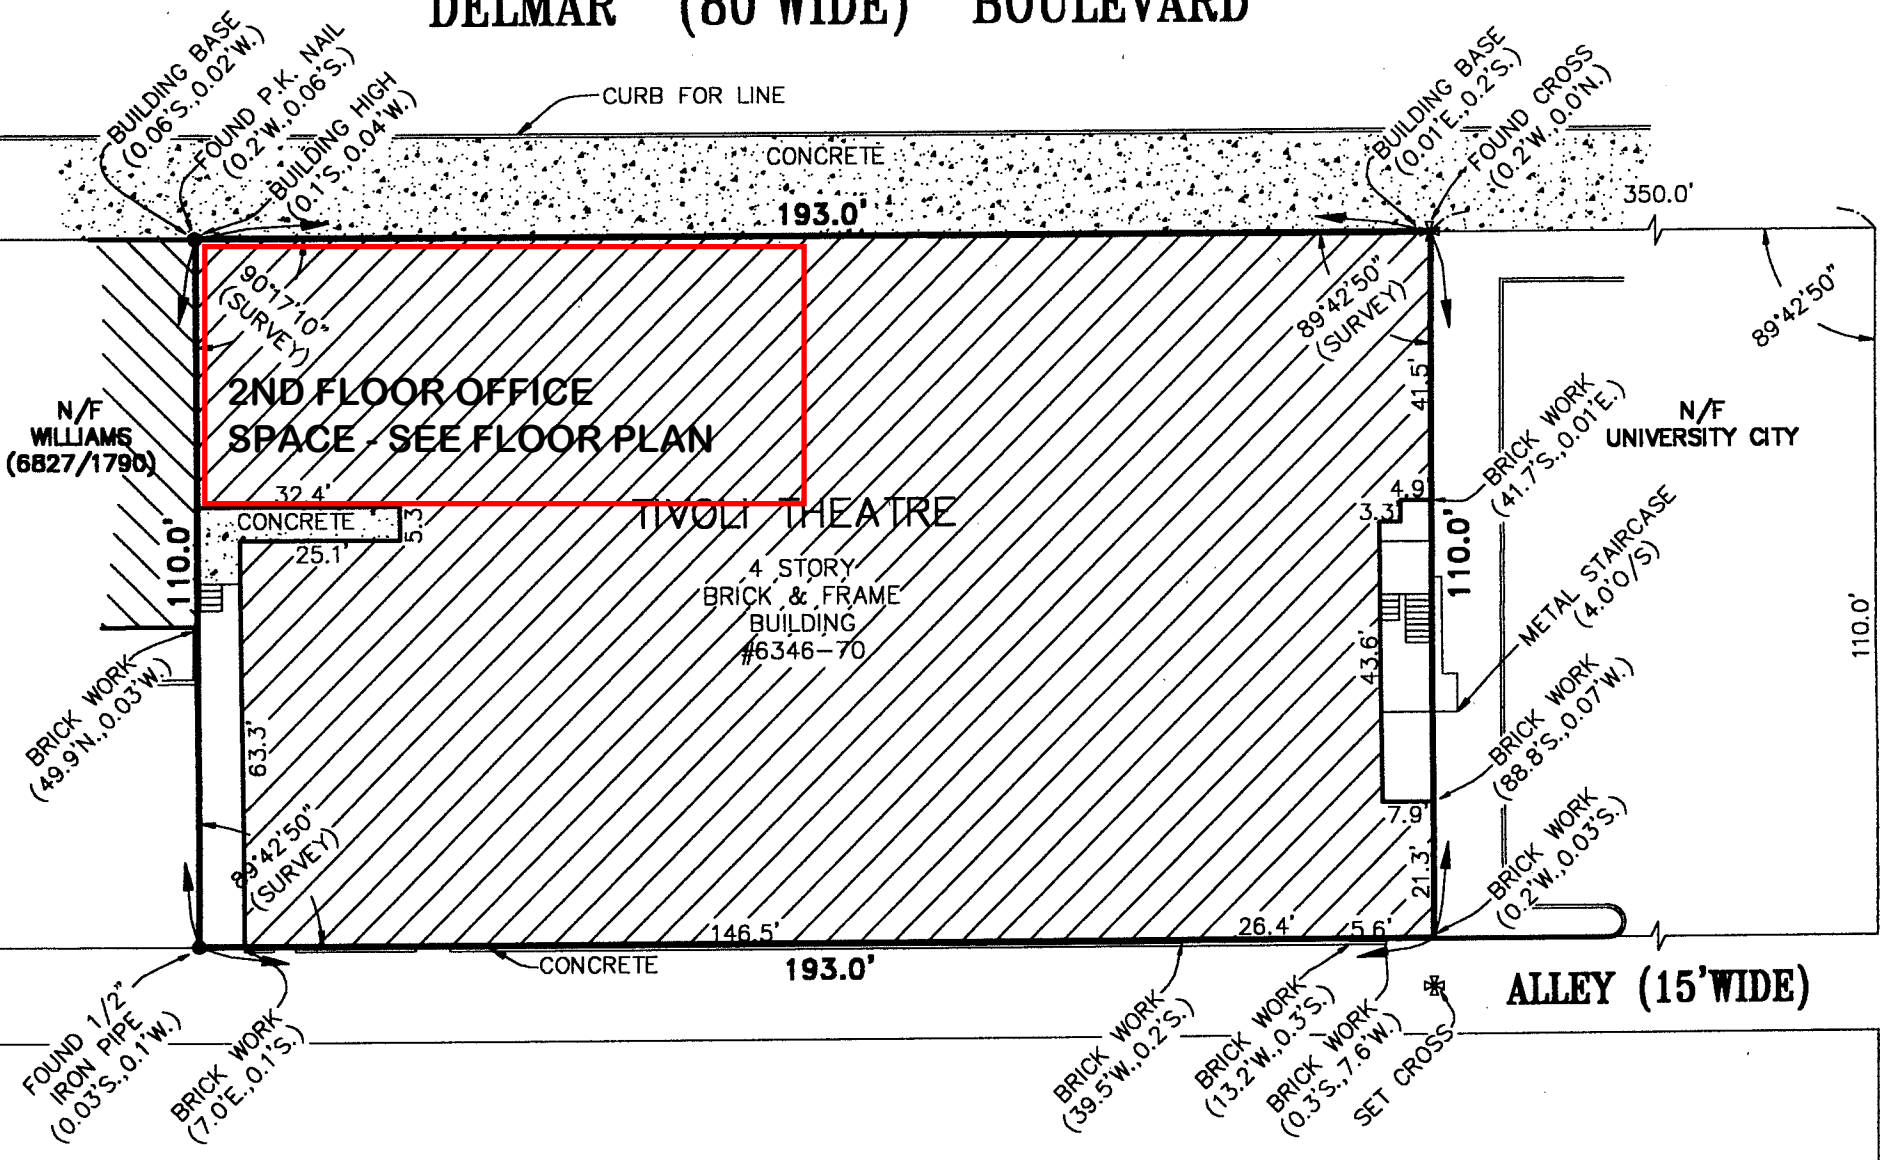 DELMAR (80'WIDE) BOULEVARD
BUILDING BASE
(0.06'S.,0.02'W.)
FOUND P.K. NAIL
(0.2'W.,0.06'S.)
BUILDING HIGH
(0.1'S.,0.04'W.)
CURB FOR LINE
BUILDING BASE
(0.01'E.,0.2'S.)
FOUND CROSS
(0.2'W.,0.0'N.)
CONCRETE
193.0'
350.0'
90°17'10"
(SURVEY)
89°42'50"
(SURVEY)
89°42'50"
2ND FLOOR OFFICE
SPACE - SEE FLOOR PLAN
N/F
WILLIAMS
(6827/1790)
41.5'
N/F
UNIVERSITY CITY
BRICK WORK
(41.7'S.,0.01'E.)
32.4'
CONCRETE
5.3'
25.1'
TIVOLI THEATRE
4 STORY
BRICK & FRAME
BUILDING
#6346-70
4.9'
3.3'
110.0'
110.0'
METAL STAIRCASE
(4.0'O/S)
110.0'
43.6'
BRICK WORK
(49.9'N.,0.03'W.)
63.3'
BRICK WORK
(88.8'S.,0.07'W.)
7.9'
89°42'50"
(SURVEY)
21.3'
BRICK WORK
(0.2'W.,0.03'S.)
146.5'
26.4'
5.6'
CONCRETE
193.0'
ALLEY (15'WIDE)
FOUND 1/2"
IRON PIPE
(0.03'S.,0.1'W.)
BRICK WORK
(7.0'E.,0.1'S.)
BRICK WORK
(39.5'W.,0.2'S.)
BRICK WORK
(13.2'W.,0.3'S.)
BRICK WORK
(0.3'S.,7.6'W.)
SET CROSS